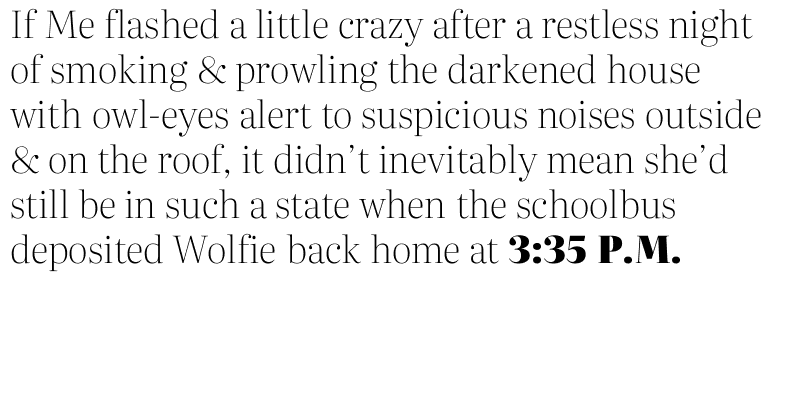 If Me flashed a little crazy after a restless night
of smoking & prowling the darkened house
with owl-eyes alert to suspicious noises outside
& on the roof, it didn’t inevitably mean she’d
still be in such a state when the schoolbus
deposited Wolfie back home at 3:35 P.M.